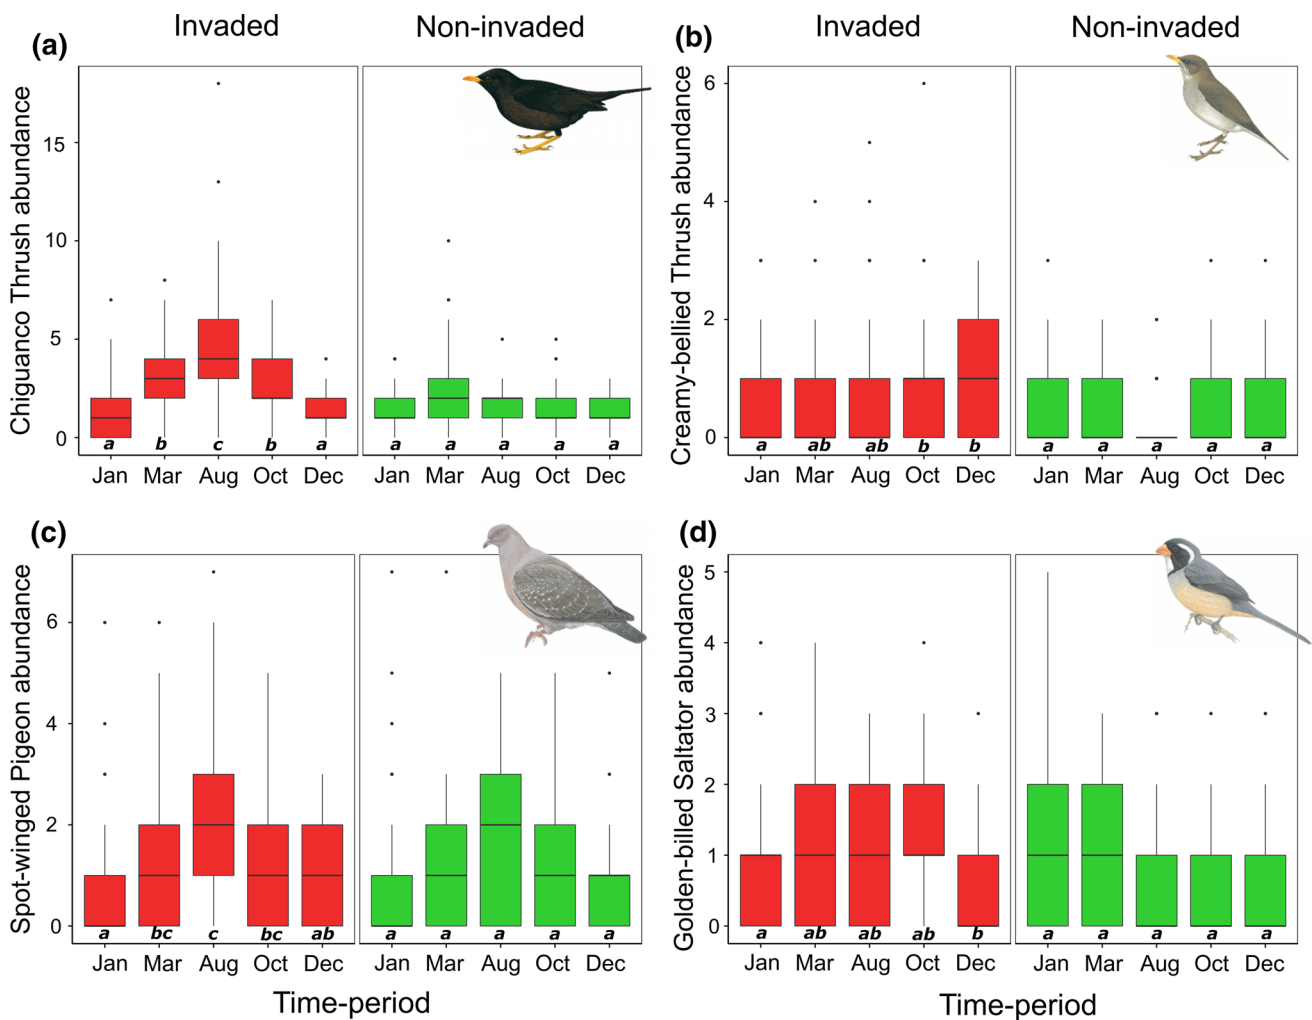 Invaded Non-invaded
(a)
Chiguanco Thrush abundance
15
10
5
0
a b c b a a a a a a
Jan Mar Aug Oct Dec Jan Mar Aug Oct Dec
Invaded Non-invaded
(b)
Creamy-bellied Thrush abundance
6
4
2
0
a ab ab b b a a a a a
Jan Mar Aug Oct Dec Jan Mar Aug Oct Dec
(c)
Spot-winged Pigeon abundance
6
4
2
0
a bc c bc ab a a a a a
Jan Mar Aug Oct Dec Jan Mar Aug Oct Dec
Time-period
(d)
Golden-billed Saltator abundance
5
4
3
2
1
0
a ab ab ab b a a a a a
Jan Mar Aug Oct Dec Jan Mar Aug Oct Dec
Time-period